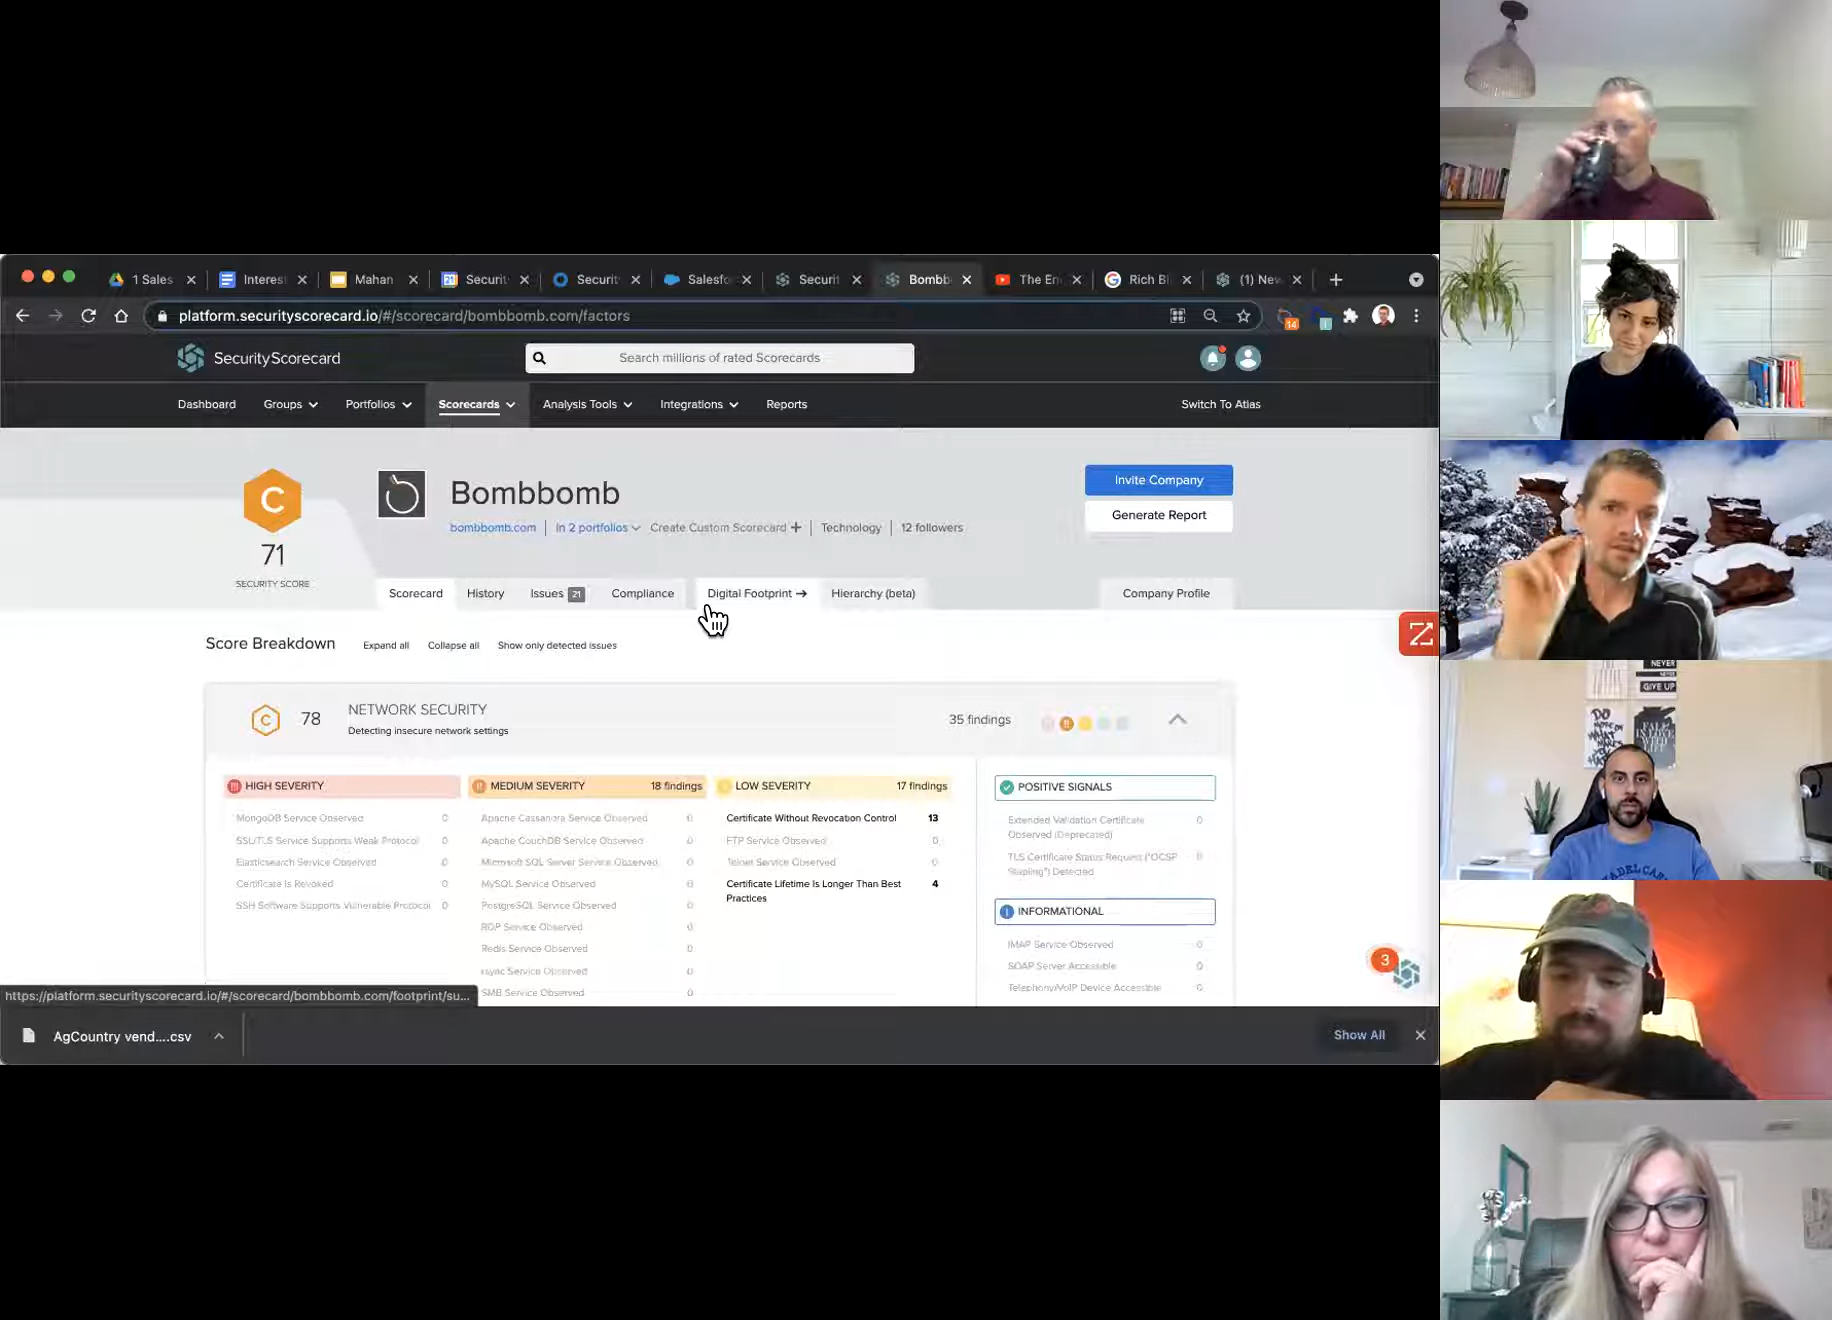 1 Sales
Interest
Mahan
Securit
Securit
Salesfo
Securit
Bombb
The En
Rich Bl
(1) New
platform.securityscorecard.io/#/scorecard/bombbomb.com/factors
14
SecurityScorecard
Search millions of rated Scorecards
Dashboard
Groups
Portfolios
Scorecards
Analysis Tools
Integrations
Reports
Switch To Atlas
C
71
SECURITY SCORE
Bombbomb
bombbomb.com | In 2 portfolios Create Custom Scorecard + | Technology | 12 followers
Invite Company
Generate Report
Scorecard
History
Issues 21
Compliance
Digital Footprint →
Hierarchy (beta)
Company Profile
Score Breakdown
Expand all
Collapse all
Show only detected issues
C
78
NETWORK SECURITY
Detecting insecure network settings
35 findings
HIGH SEVERITY
MongoDB Service Observed 0
SSL/TLS Service Supports Weak Protocol 0
Elasticsearch Service Observed 0
Certificate Is Revoked 0
SSH Software Supports Vulnerable Protocol 0
MEDIUM SEVERITY 18 findings
Apache Cassandra Service Observed 0
Apache CouchDB Service Observed 0
Microsoft SQL Server Service Observed 0
MySQL Service Observed 0
PostgreSQL Service Observed 0
RDP Service Observed 0
Redis Service Observed 0
rsync Service Observed 0
SMB Service Observed 0
LOW SEVERITY 17 findings
Certificate Without Revocation Control 13
FTP Service Observed 0
Telnet Service Observed 0
Certificate Lifetime Is Longer Than Best 4
Practices
POSITIVE SIGNALS
Extended Validation Certificate 0
Observed (Deprecated)
TLS Certificate Status Request ("OCSP 0
Stapling") Detected
INFORMATIONAL
IMAP Service Observed 0
SOAP Server Accessible 0
Telephony/VoIP Device Accessible 0
3
https://platform.securityscorecard.io/#/scorecard/bombbomb.com/footprint/su...
AgCountry vend....csv
Show All
NEVER
GIVE UP
DO
MORE OF
WHAT
MAKES
FALL
IN LOVE
WITH